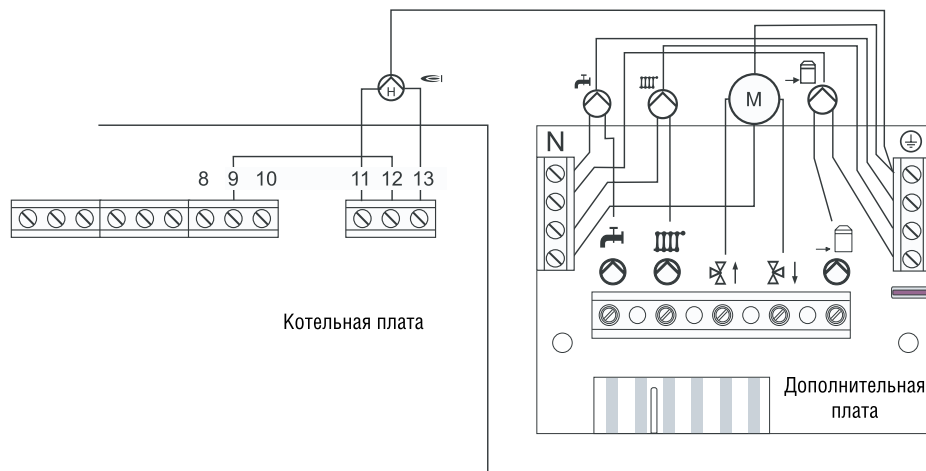 H
M
N
8 9 10 11 12 13
Котельная плата
Дополнительная
плата